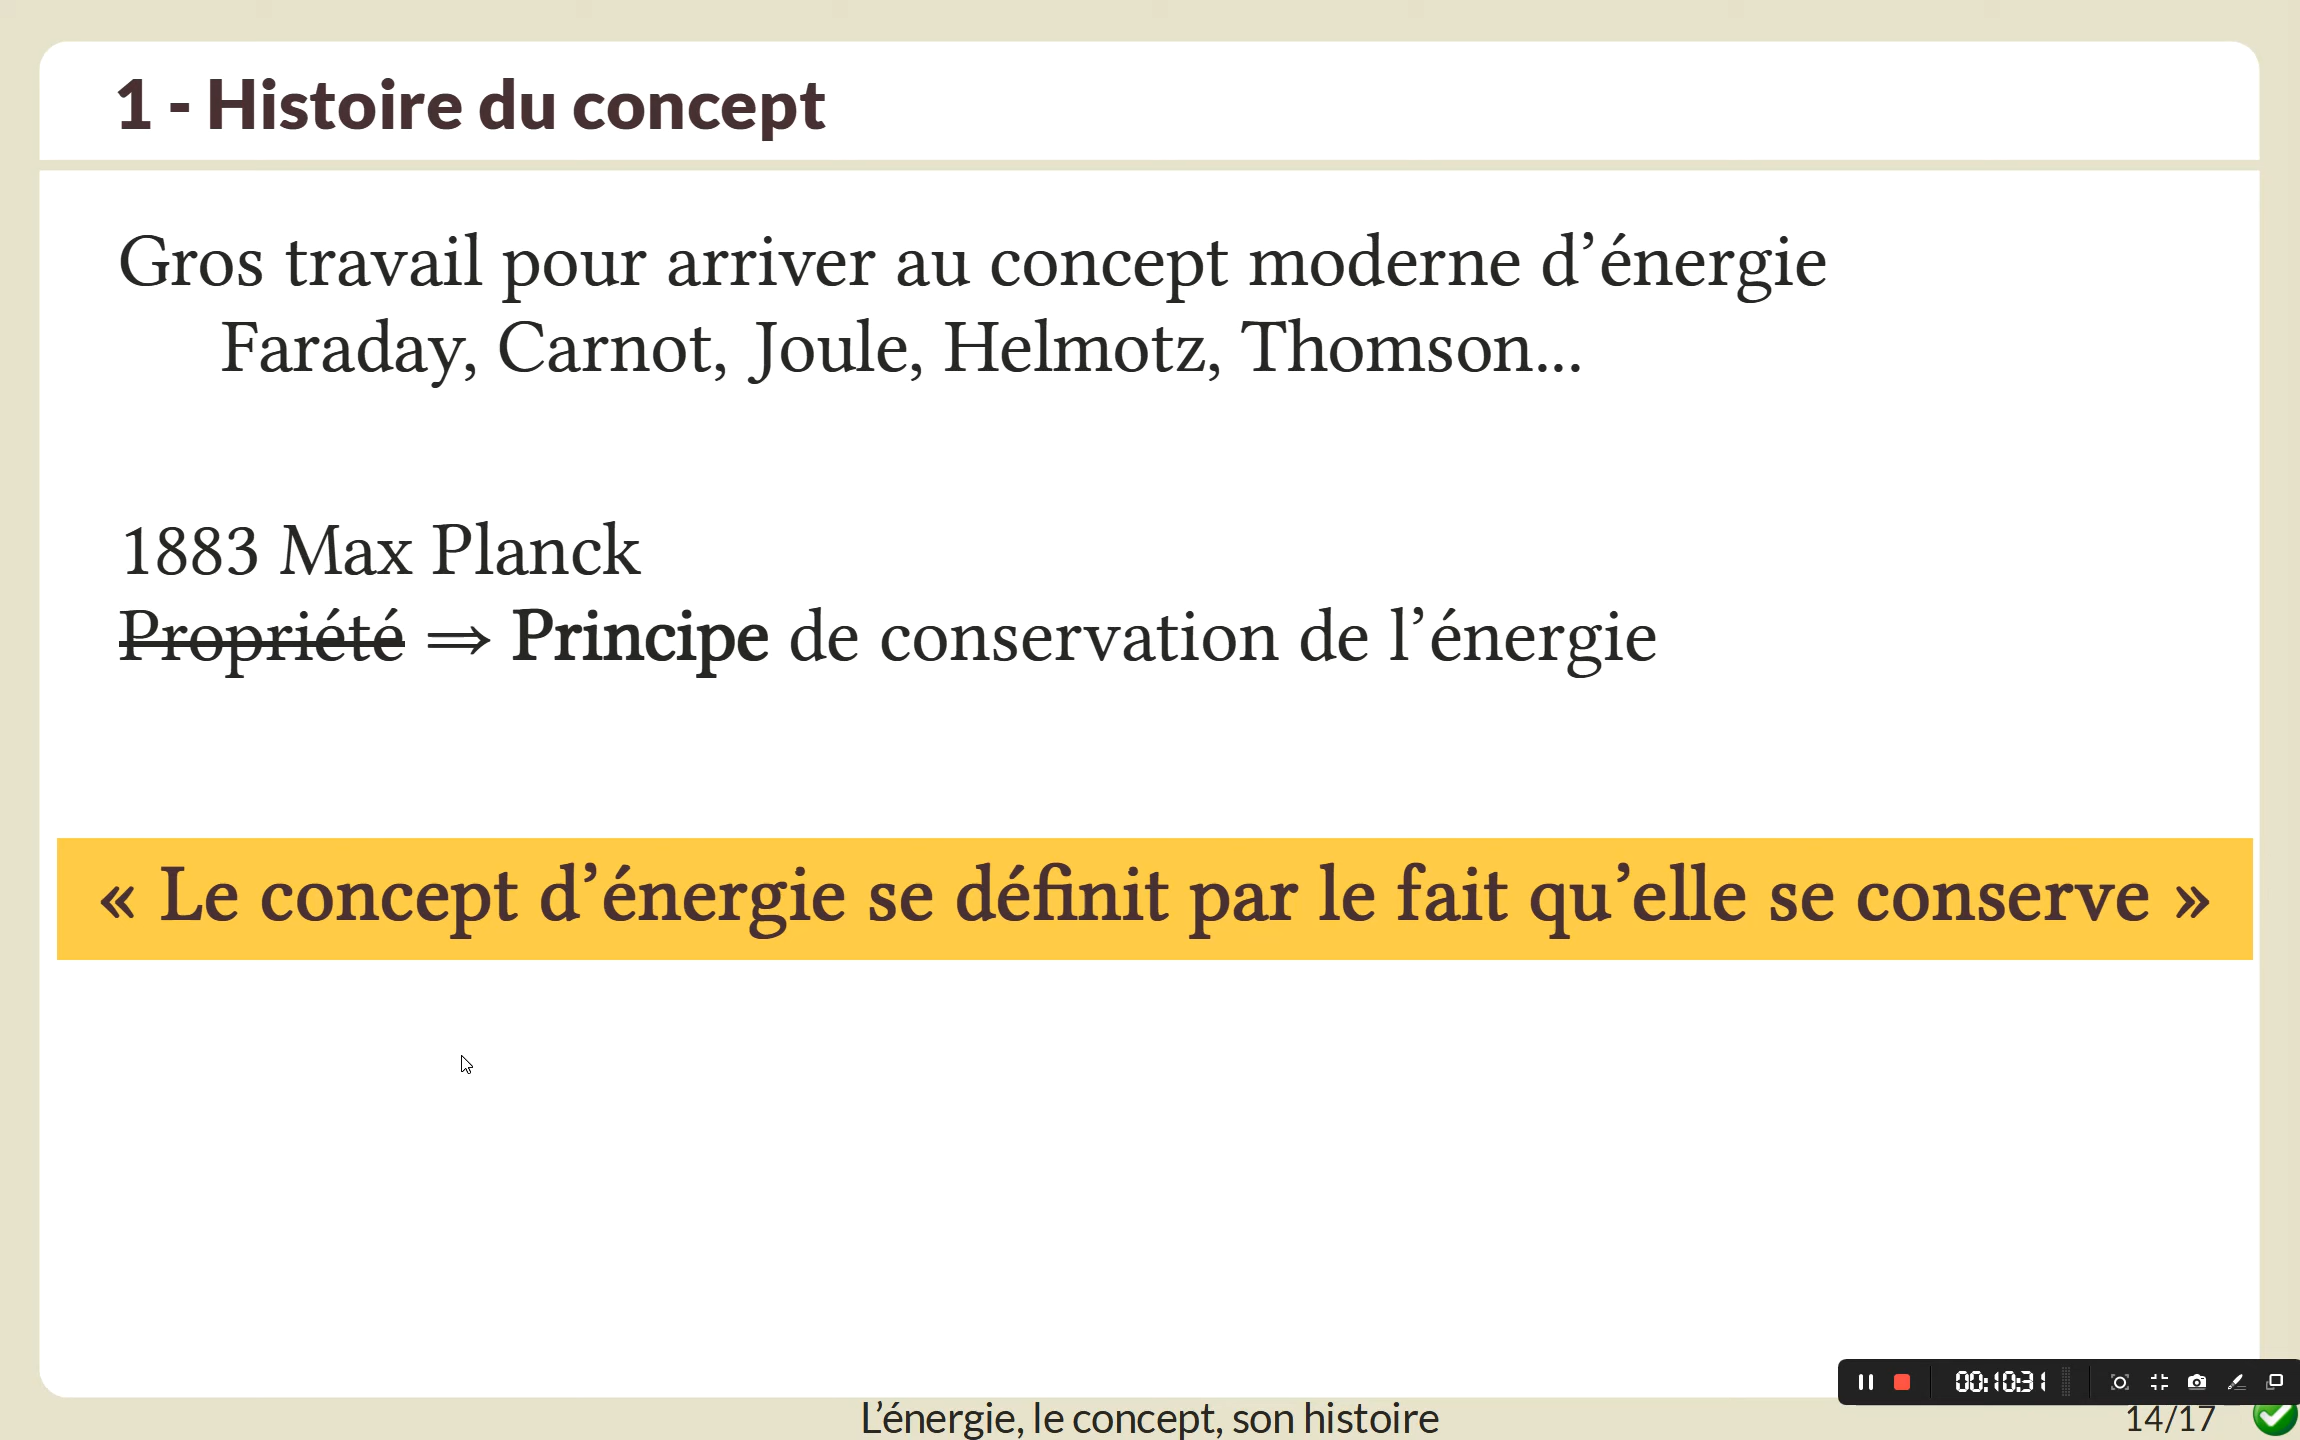 1 - Histoire du concept
Gros travail pour arriver au concept moderne d’énergie
Faraday, Carnot, Joule, Helmotz, Thomson...
1883 Max Planck
Propriété ⇒ Principe de conservation de l’énergie
« Le concept d’énergie se définit par le fait qu’elle se conserve »
00:10:31
L’énergie, le concept, son histoire
14/17